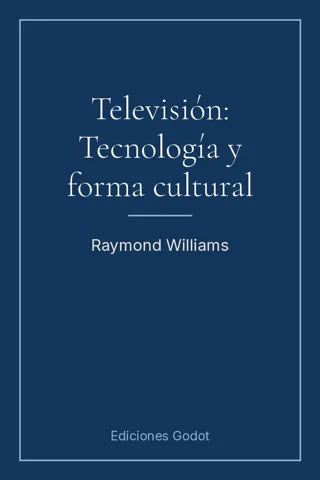 Televisión:
Tecnología y
forma cultural
Raymond Williams
Ediciones Godot